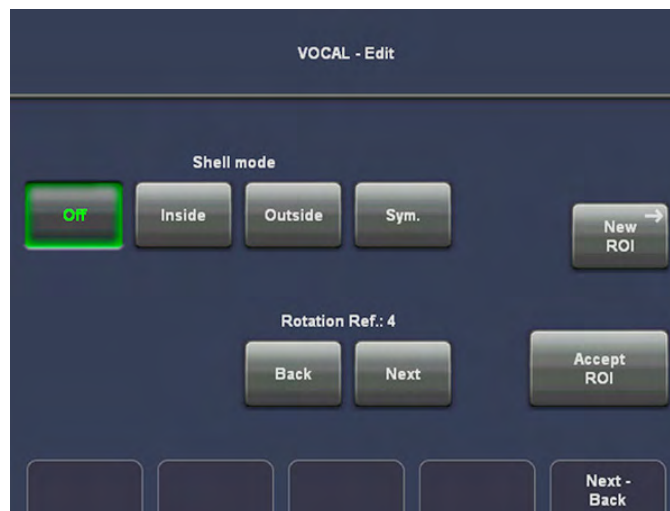 VOCAL - Edit
Shell mode
Off
Inside
Outside
Sym.
New
ROI
Rotation Ref.: 4
Back
Next
Accept
ROI
Next -
Back